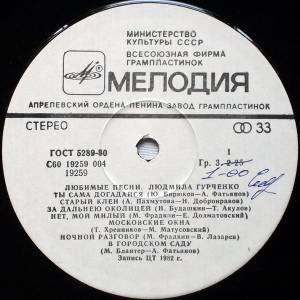 МИНИСТЕРСТВО
КУЛЬТУРЫ СССР
ВСЕСОЮЗНАЯ ФИРМА
ГРАМПЛАСТИНОК
МЕЛОДИЯ
АПРЕЛЕВСКИЙ ОРДЕНА ЛЕНИНА ЗАВОД ГРАМПЛАСТИНОК
СТЕРЕО 33
ГОСТ 5289-80 1
С60 19259 004 Гр. 3. 2-25
19259 1-00
ЛЮБИМЫЕ ПЕСНИ. ЛЮДМИЛА ГУРЧЕНКО
ТЫ САМА ДОГАДАЙСЯ (Ю. Бирюков — А. Фатьянов)
СТАРЫЙ КЛЕН (А. Пахмутова — Н. Добронравов)
ЗА ДАЛЬНЕЮ ОКОЛИЦЕЙ (Н. Будашкин — Г. Акулов)
НЕТ, МОЙ МИЛЫЙ (М. Фрадкин — Е. Долматовский)
МОСКОВСКИЕ ОКНА
(Т. Хренников — М. Матусовский)
НОЧНОЙ РАЗГОВОР (М. Фрадкин — В. Лазарев)
В ГОРОДСКОМ САДУ
(М. Блантер — А. Фатьянов)
Запись ЦТ 1982 г.